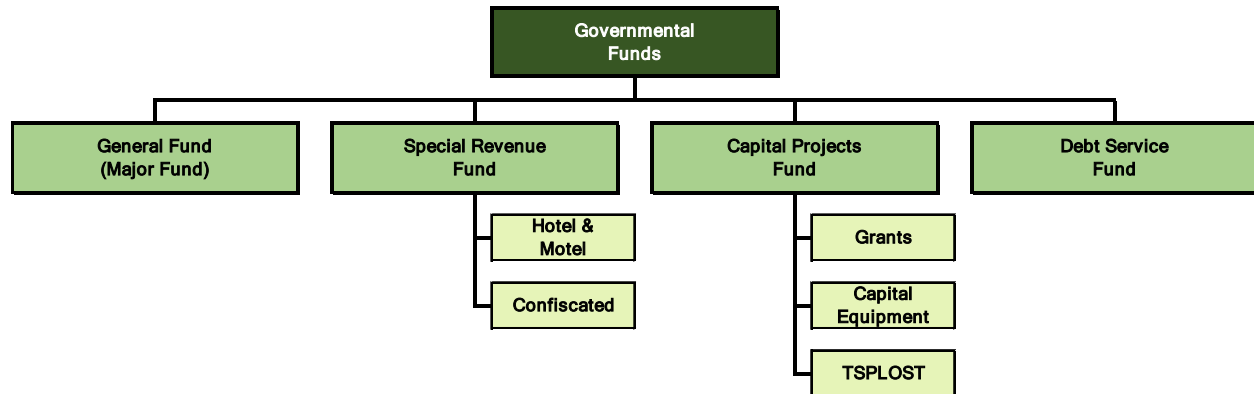 Governmental
Funds
General Fund
(Major Fund)
Special Revenue
Fund
Capital Projects
Fund
Debt Service
Fund
Hotel &
Motel
Confiscated
Grants
Capital
Equipment
TSPLOST